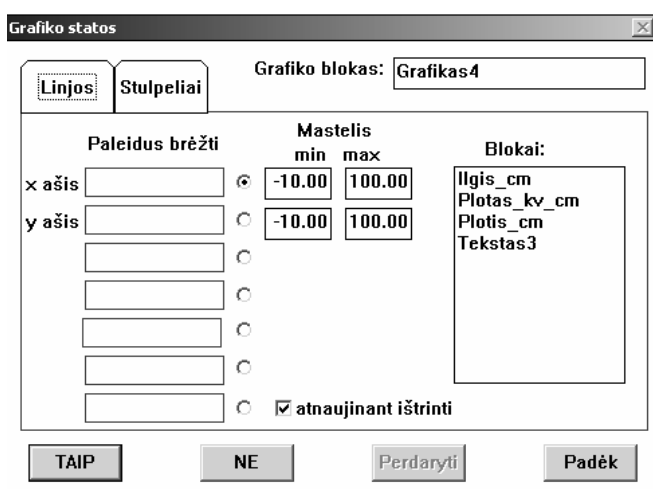 Grafiko statos
Linijos Stulpeliai Grafiko blokas: Grafikas4
Paleidus brėžti Mastelis Blokai:
min max
x ašis -10.00 100.00
y ašis -10.00 100.00
Ilgis_cm
Plotas_kv_cm
Plotis_cm
Tekstas3
atnaujinant ištrinti
TAIP NE Perdaryti Padėk